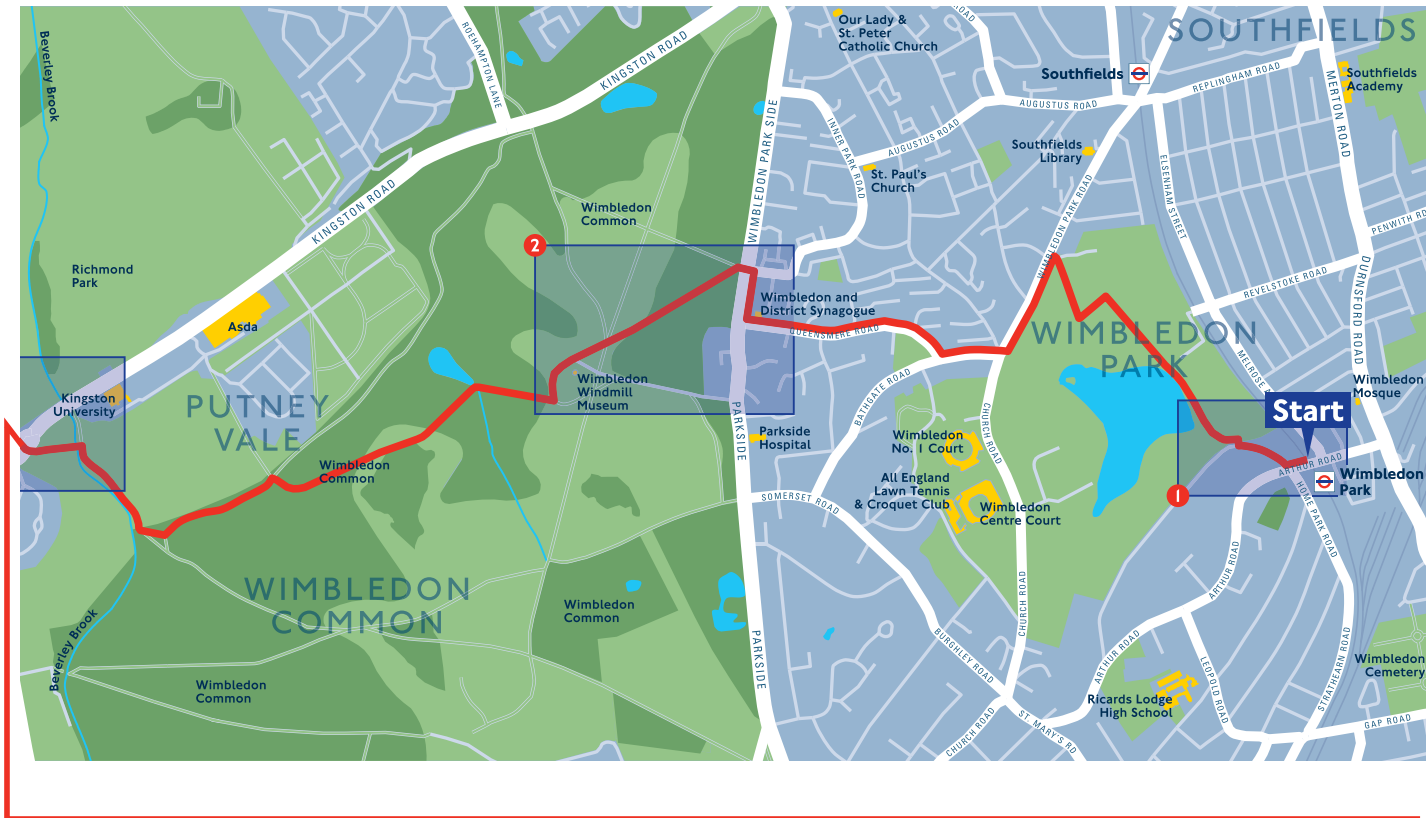 Beverley Brook
ROEHAMPTON LANE
KINGSTON ROAD
Our Lady &
St. Peter
Catholic Church
ROAD
SOUTHFIELDS
Southfields
Southfields
Academy
REPLINGHAM ROAD
MERTON ROAD
AUGUSTUS ROAD
AUGUSTUS ROAD
INNER PARK ROAD
WIMBLEDON PARK SIDE
Southfields
Library
St. Paul's
Church
ELSENHAM STREET
WIMBLEDON PARK ROAD
KINGSTON ROAD
Wimbledon
Common
PENWITH RD
2
Richmond
Park
REVELSTOKE ROAD
DURNSFORD ROAD
Wimbledon and
District Synagogue
QUEENSMERE ROAD
Asda
WIMBLEDON
PARK
MELROSE A
Wimbledon
Mosque
Wimbledon
Windmill
Museum
BATHGATE ROAD
Kingston
University
PUTNEY
VALE
PARKSIDE
CHURCH ROAD
Start
Parkside
Hospital
Wimbledon
No. 1 Court
Wimbledon
Common
ARTHUR ROAD
Wimbledon
Park
All England
Lawn Tennis
& Croquet Club
Wimbledon
Centre Court
1
SOMERSET ROAD
HOME PARK ROAD
ARTHUR ROAD
WIMBLEDON
COMMON
Wimbledon
Common
CHURCH ROAD
Beverley Brook
PARKSIDE
BURGHLEY ROAD
ARTHUR ROAD
LEOPOLD ROAD
STRATHEARN ROAD
Wimbledon
Cemetery
Wimbledon
Common
Ricards Lodge
High School
CHURCH ROAD
ST. MARY'S RD
GAP ROAD